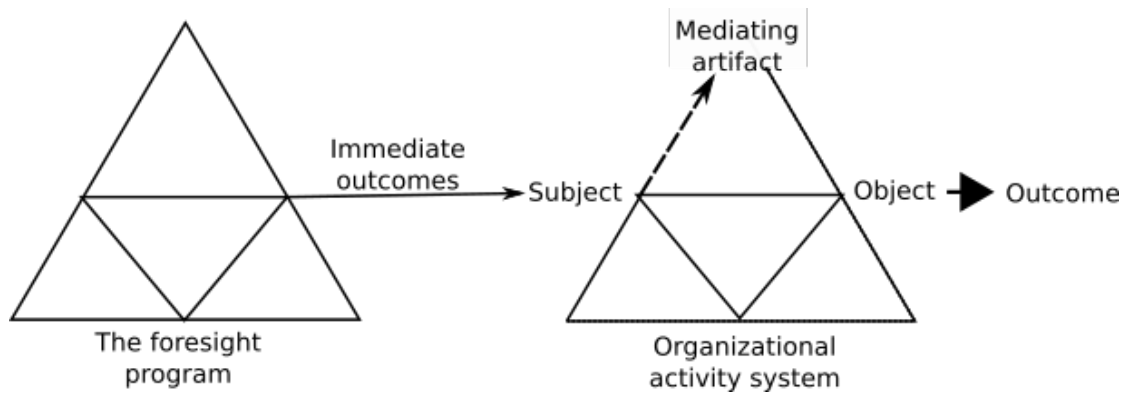 Mediating
artifact
Immediate
outcomes
Subject
Object
Outcome
The foresight
program
Organizational
activity system